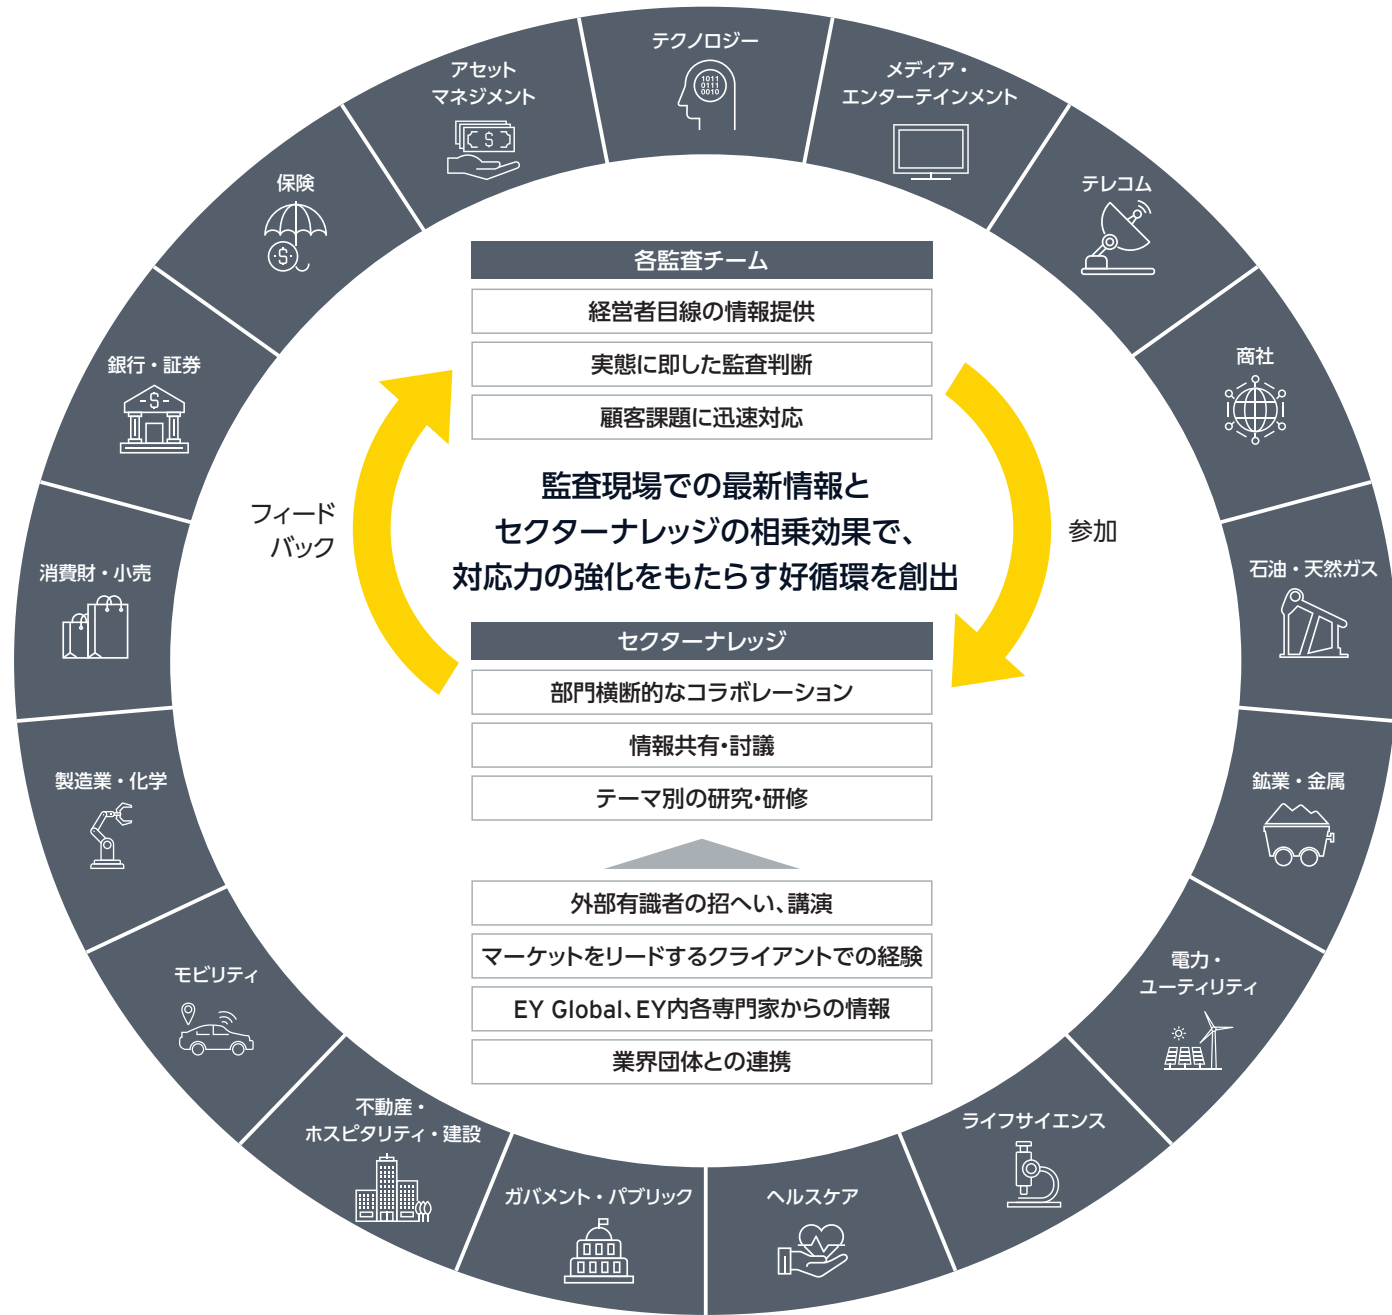 テクノロジー
1011
0111
0010
メディア・
エンターテインメント
テレコム
商社
石油・天然ガス
鉱業・金属
電力・
ユーティリティ
ライフサイエンス
ヘルスケア
ガバメント・パブリック
不動産・
ホスピタリティ・建設
モビリティ
製造業・化学
消費財・小売
銀行・証券
$
保険
$
アセット
マネジメント
$
各監査チーム
経営者目線の情報提供
実態に即した監査判断
顧客課題に迅速対応
監査現場での最新情報と
セクターナレッジの相乗効果で、
対応力の強化をもたらす好循環を創出
フィード
バック
参加
セクターナレッジ
部門横断的なコラボレーション
情報共有・討議
テーマ別の研究・研修
外部有識者の招へい、講演
マーケットをリードするクライアントでの経験
EY Global、EY内各専門家からの情報
業界団体との連携